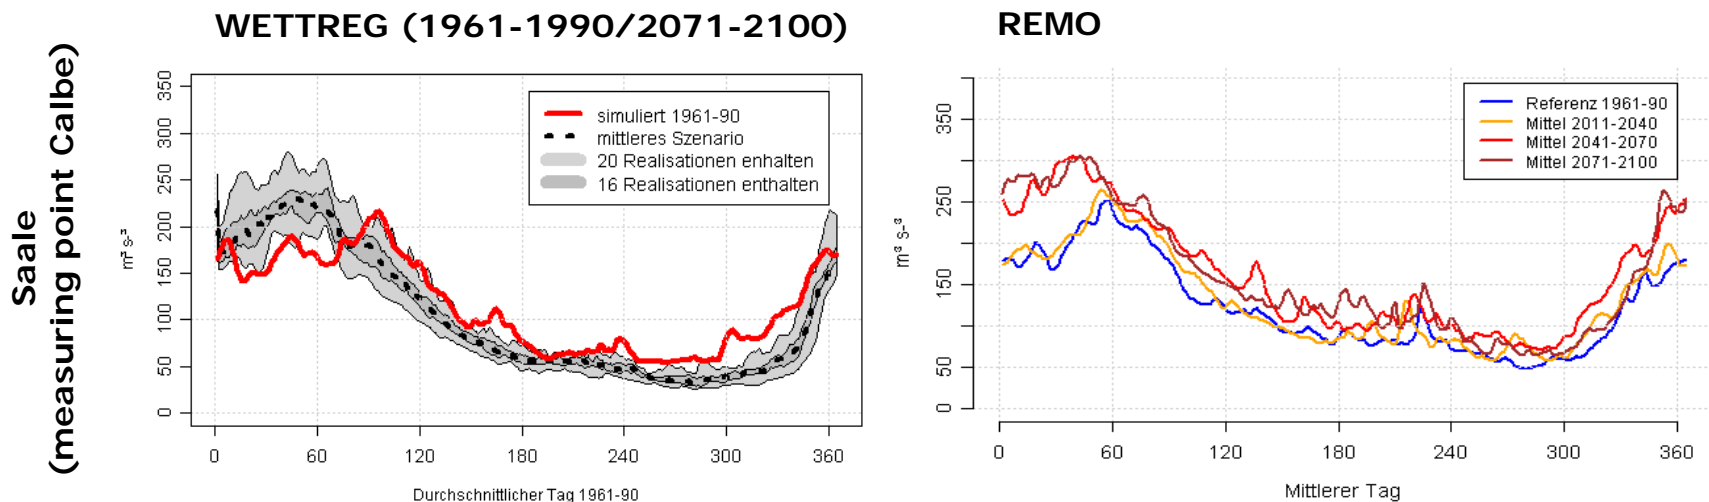 WETTREG (1961-1990/2071-2100)
REMO
Saale
(measuring point Calbe)
m³ s-³
0
50
100
150
200
250
300
350
simuliert 1961-90
mittleres Szenario
20 Realisationen enhalten
16 Realisationen enthalten
0 60 120 180 240 300 360
Durchschnittlicher Tag 1961-90
m³ s-³
0
50
150
250
350
Referenz 1961-90
Mittel 2011-2040
Mittel 2041-2070
Mittel 2071-2100
0 60 120 180 240 300 360
Mittlerer Tag